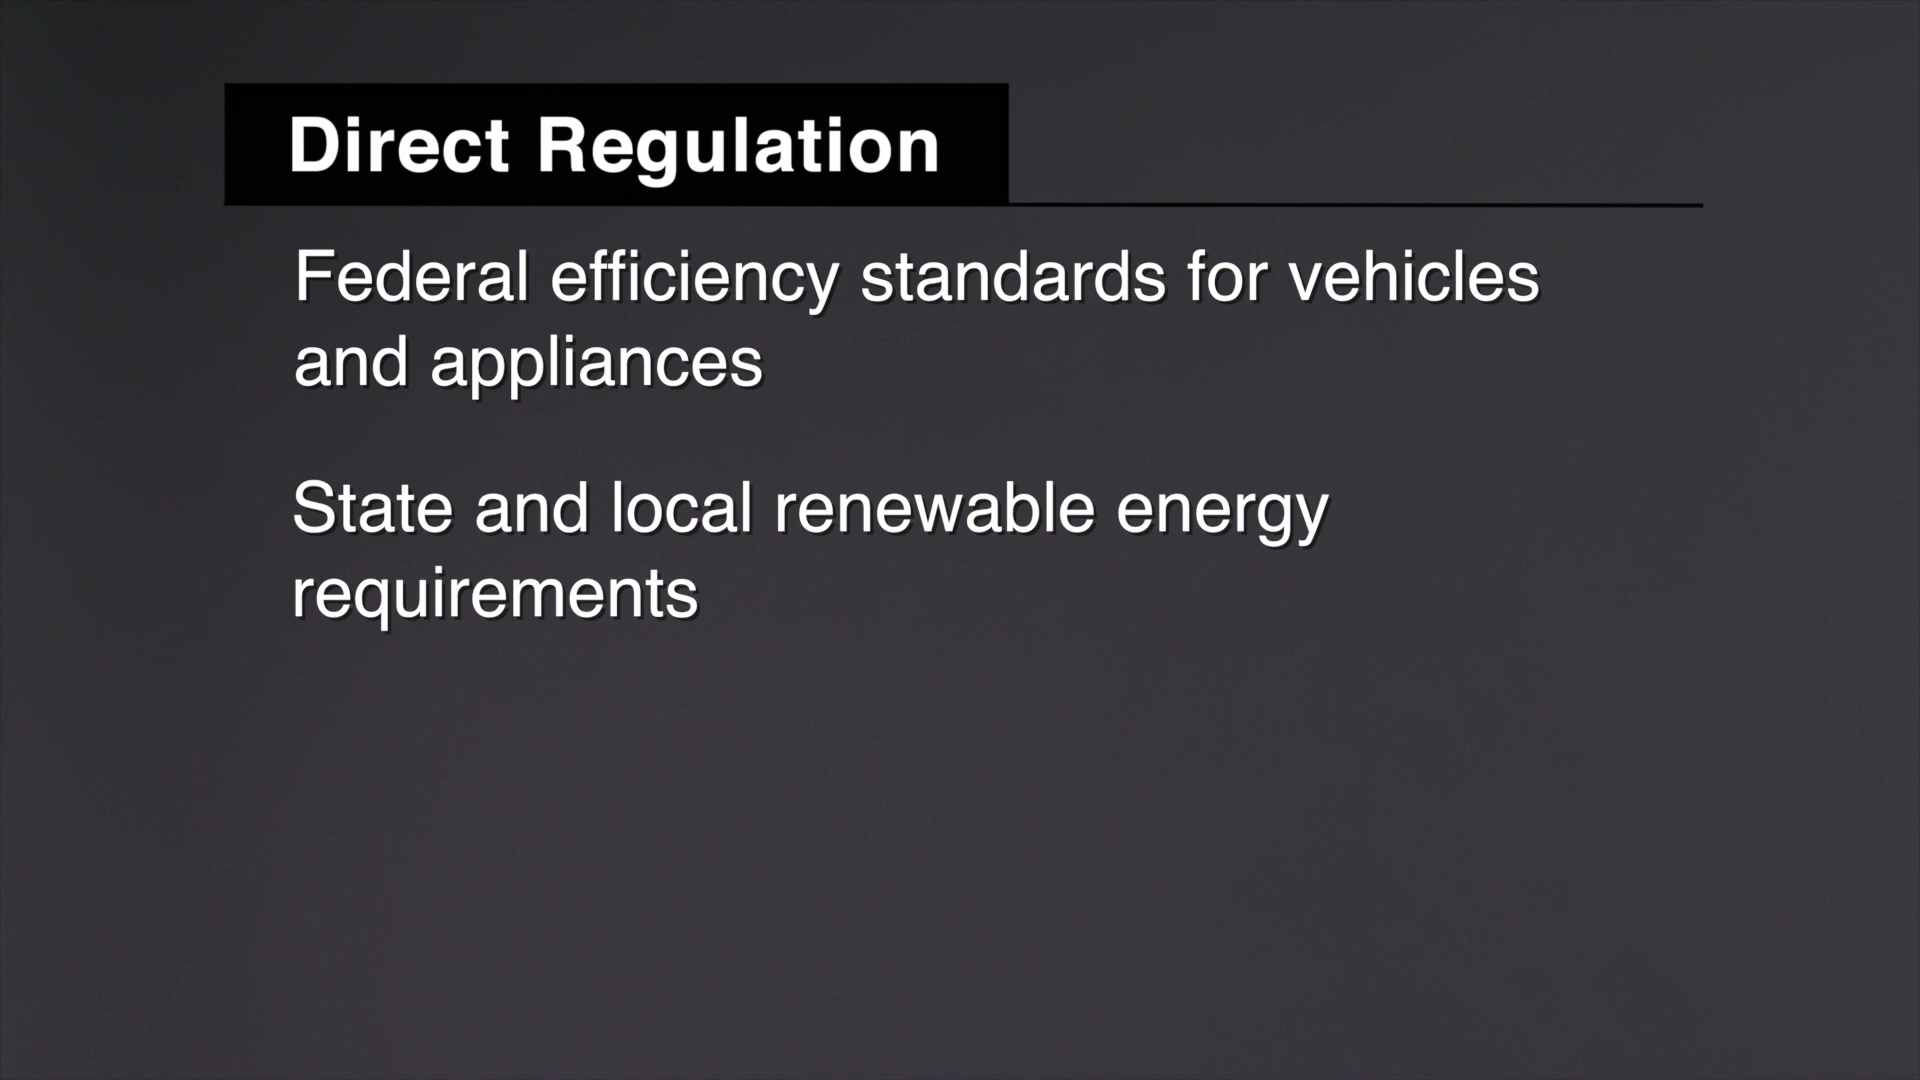 Direct Regulation
Federal efficiency standards for vehicles
and appliances
State and local renewable energy
requirements